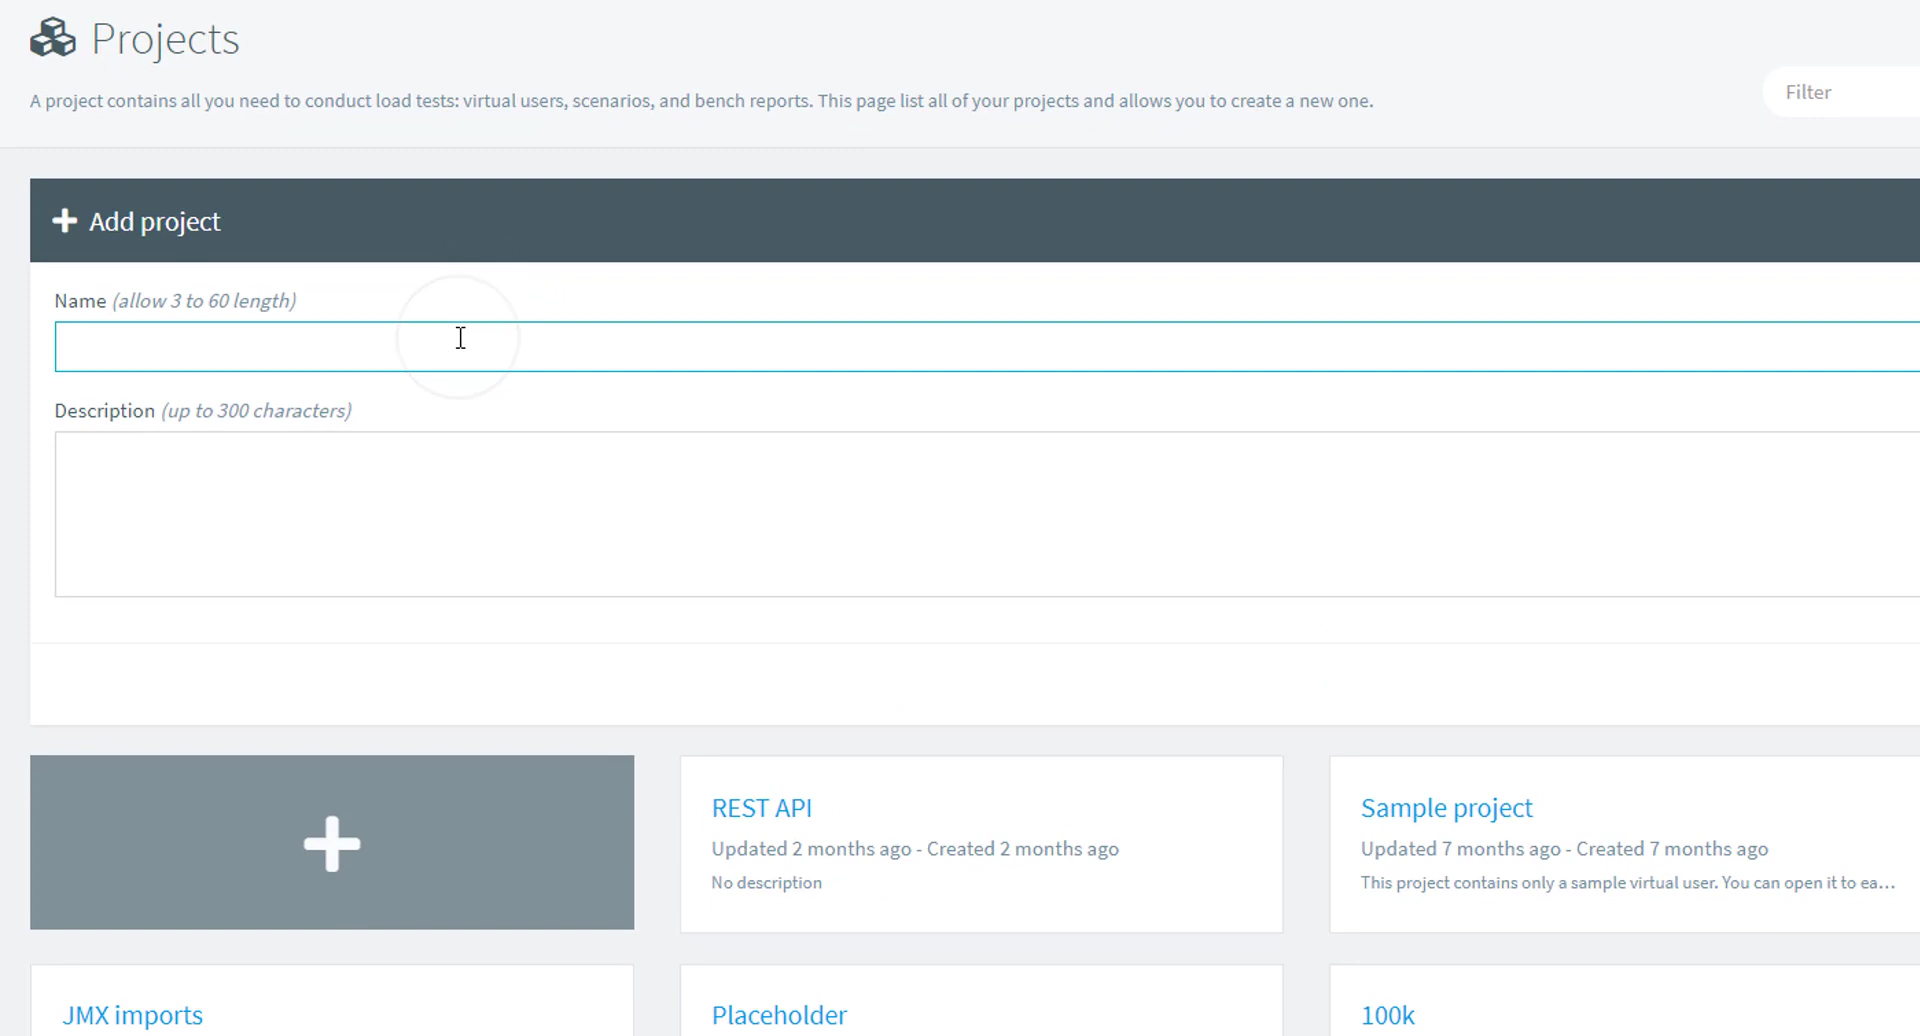 Projects
A project contains all you need to conduct load tests: virtual users, scenarios, and bench reports. This page list all of your projects and allows you to create a new one.
Filter
Add project
Name (allow 3 to 60 length)
Description (up to 300 characters)
REST API
Updated 2 months ago - Created 2 months ago
No description
Sample project
Updated 7 months ago - Created 7 months ago
This project contains only a sample virtual user. You can open it to ea...
JMX imports
Placeholder
100k